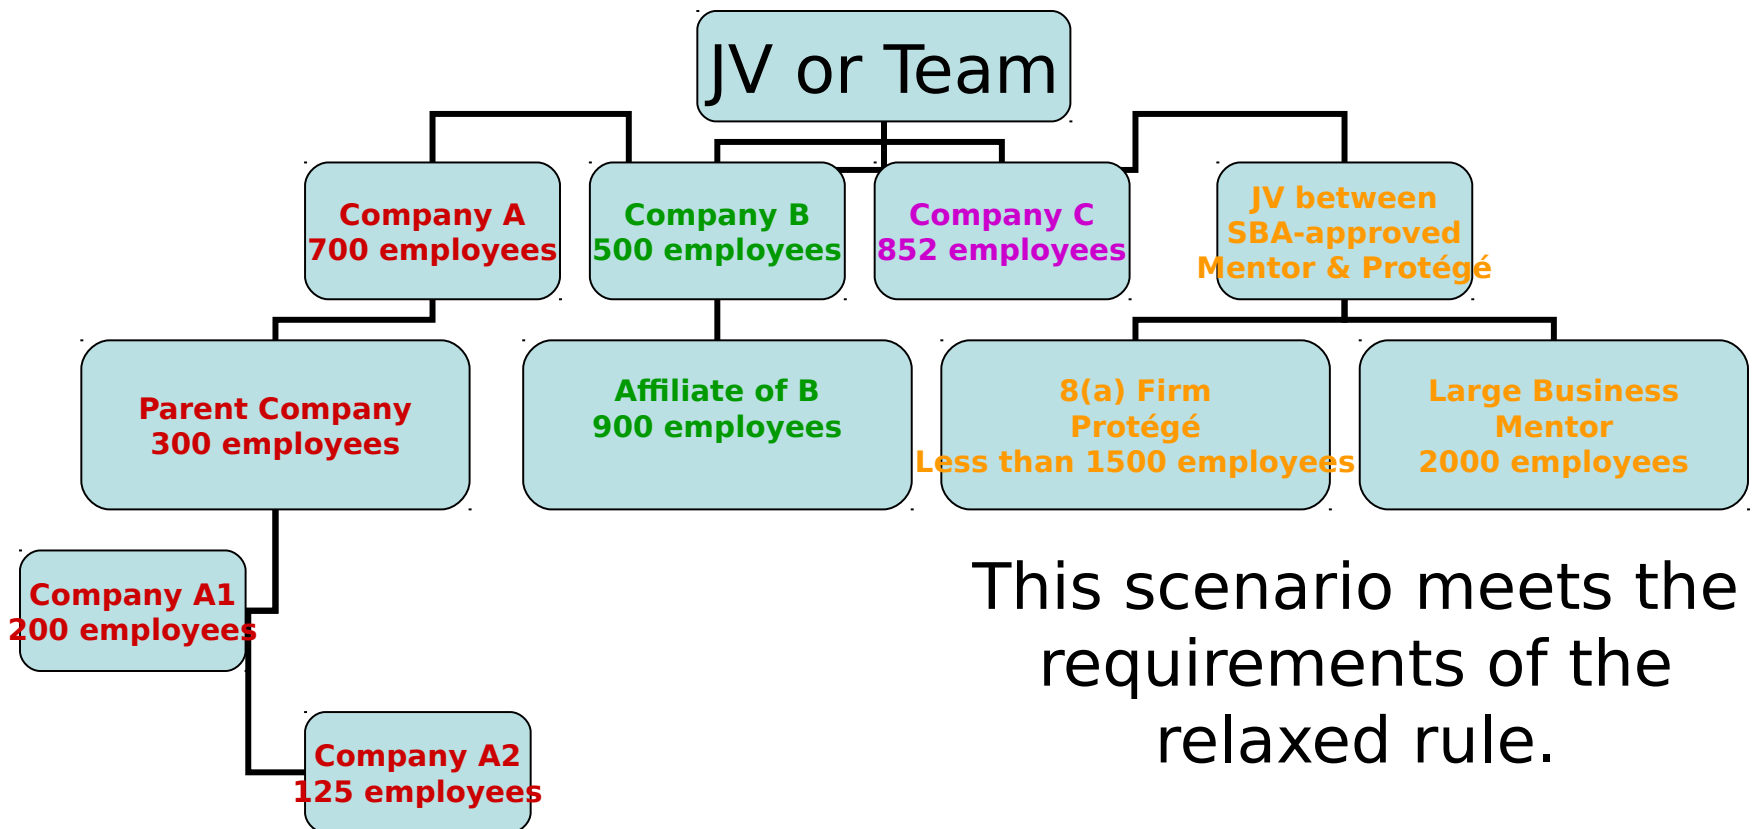 JV or Team
Company A
700 employees
Company B
500 employees
Company C
852 employees
JV between
SBA-approved
Mentor & Protégé
Parent Company
300 employees
Affiliate of B
900 employees
8(a) Firm
Protégé
Less than 1500 employees
Large Business
Mentor
2000 employees
Company A1
200 employees
Company A2
125 employees
This scenario meets the
requirements of the
relaxed rule.